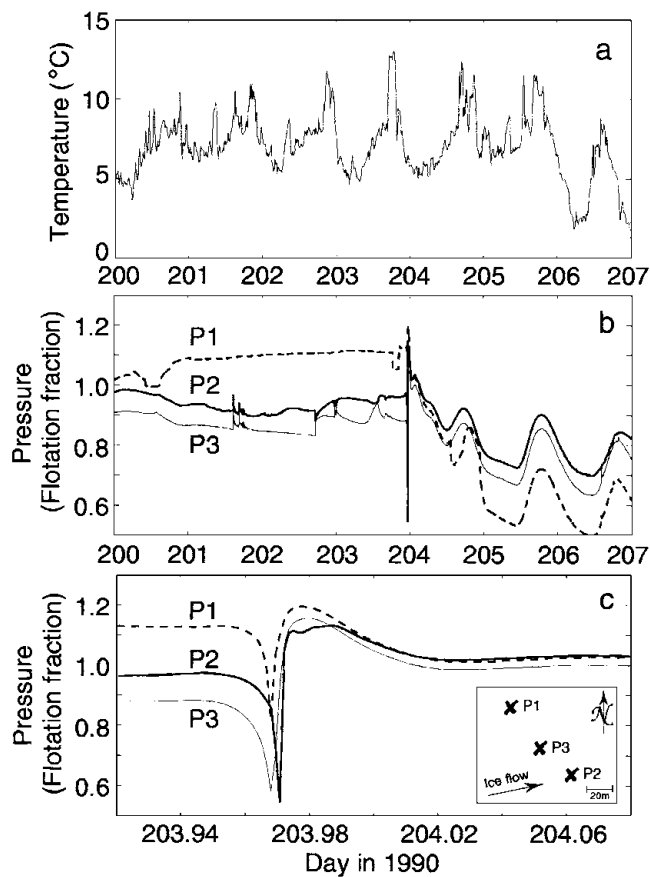 15
10
5
0
Temperature (°C)
a
200 201 202 203 204 205 206 207
1.2
1.0
0.8
0.6
Pressure
(Flotation fraction)
b
P1
P2
P3
200 201 202 203 204 205 206 207
1.2
1.0
0.8
0.6
Pressure
(Flotation fraction)
c
P1
P2
P3
P1
N
P3
P2
Ice flow
20m
203.94 203.98 204.02 204.06
Day in 1990